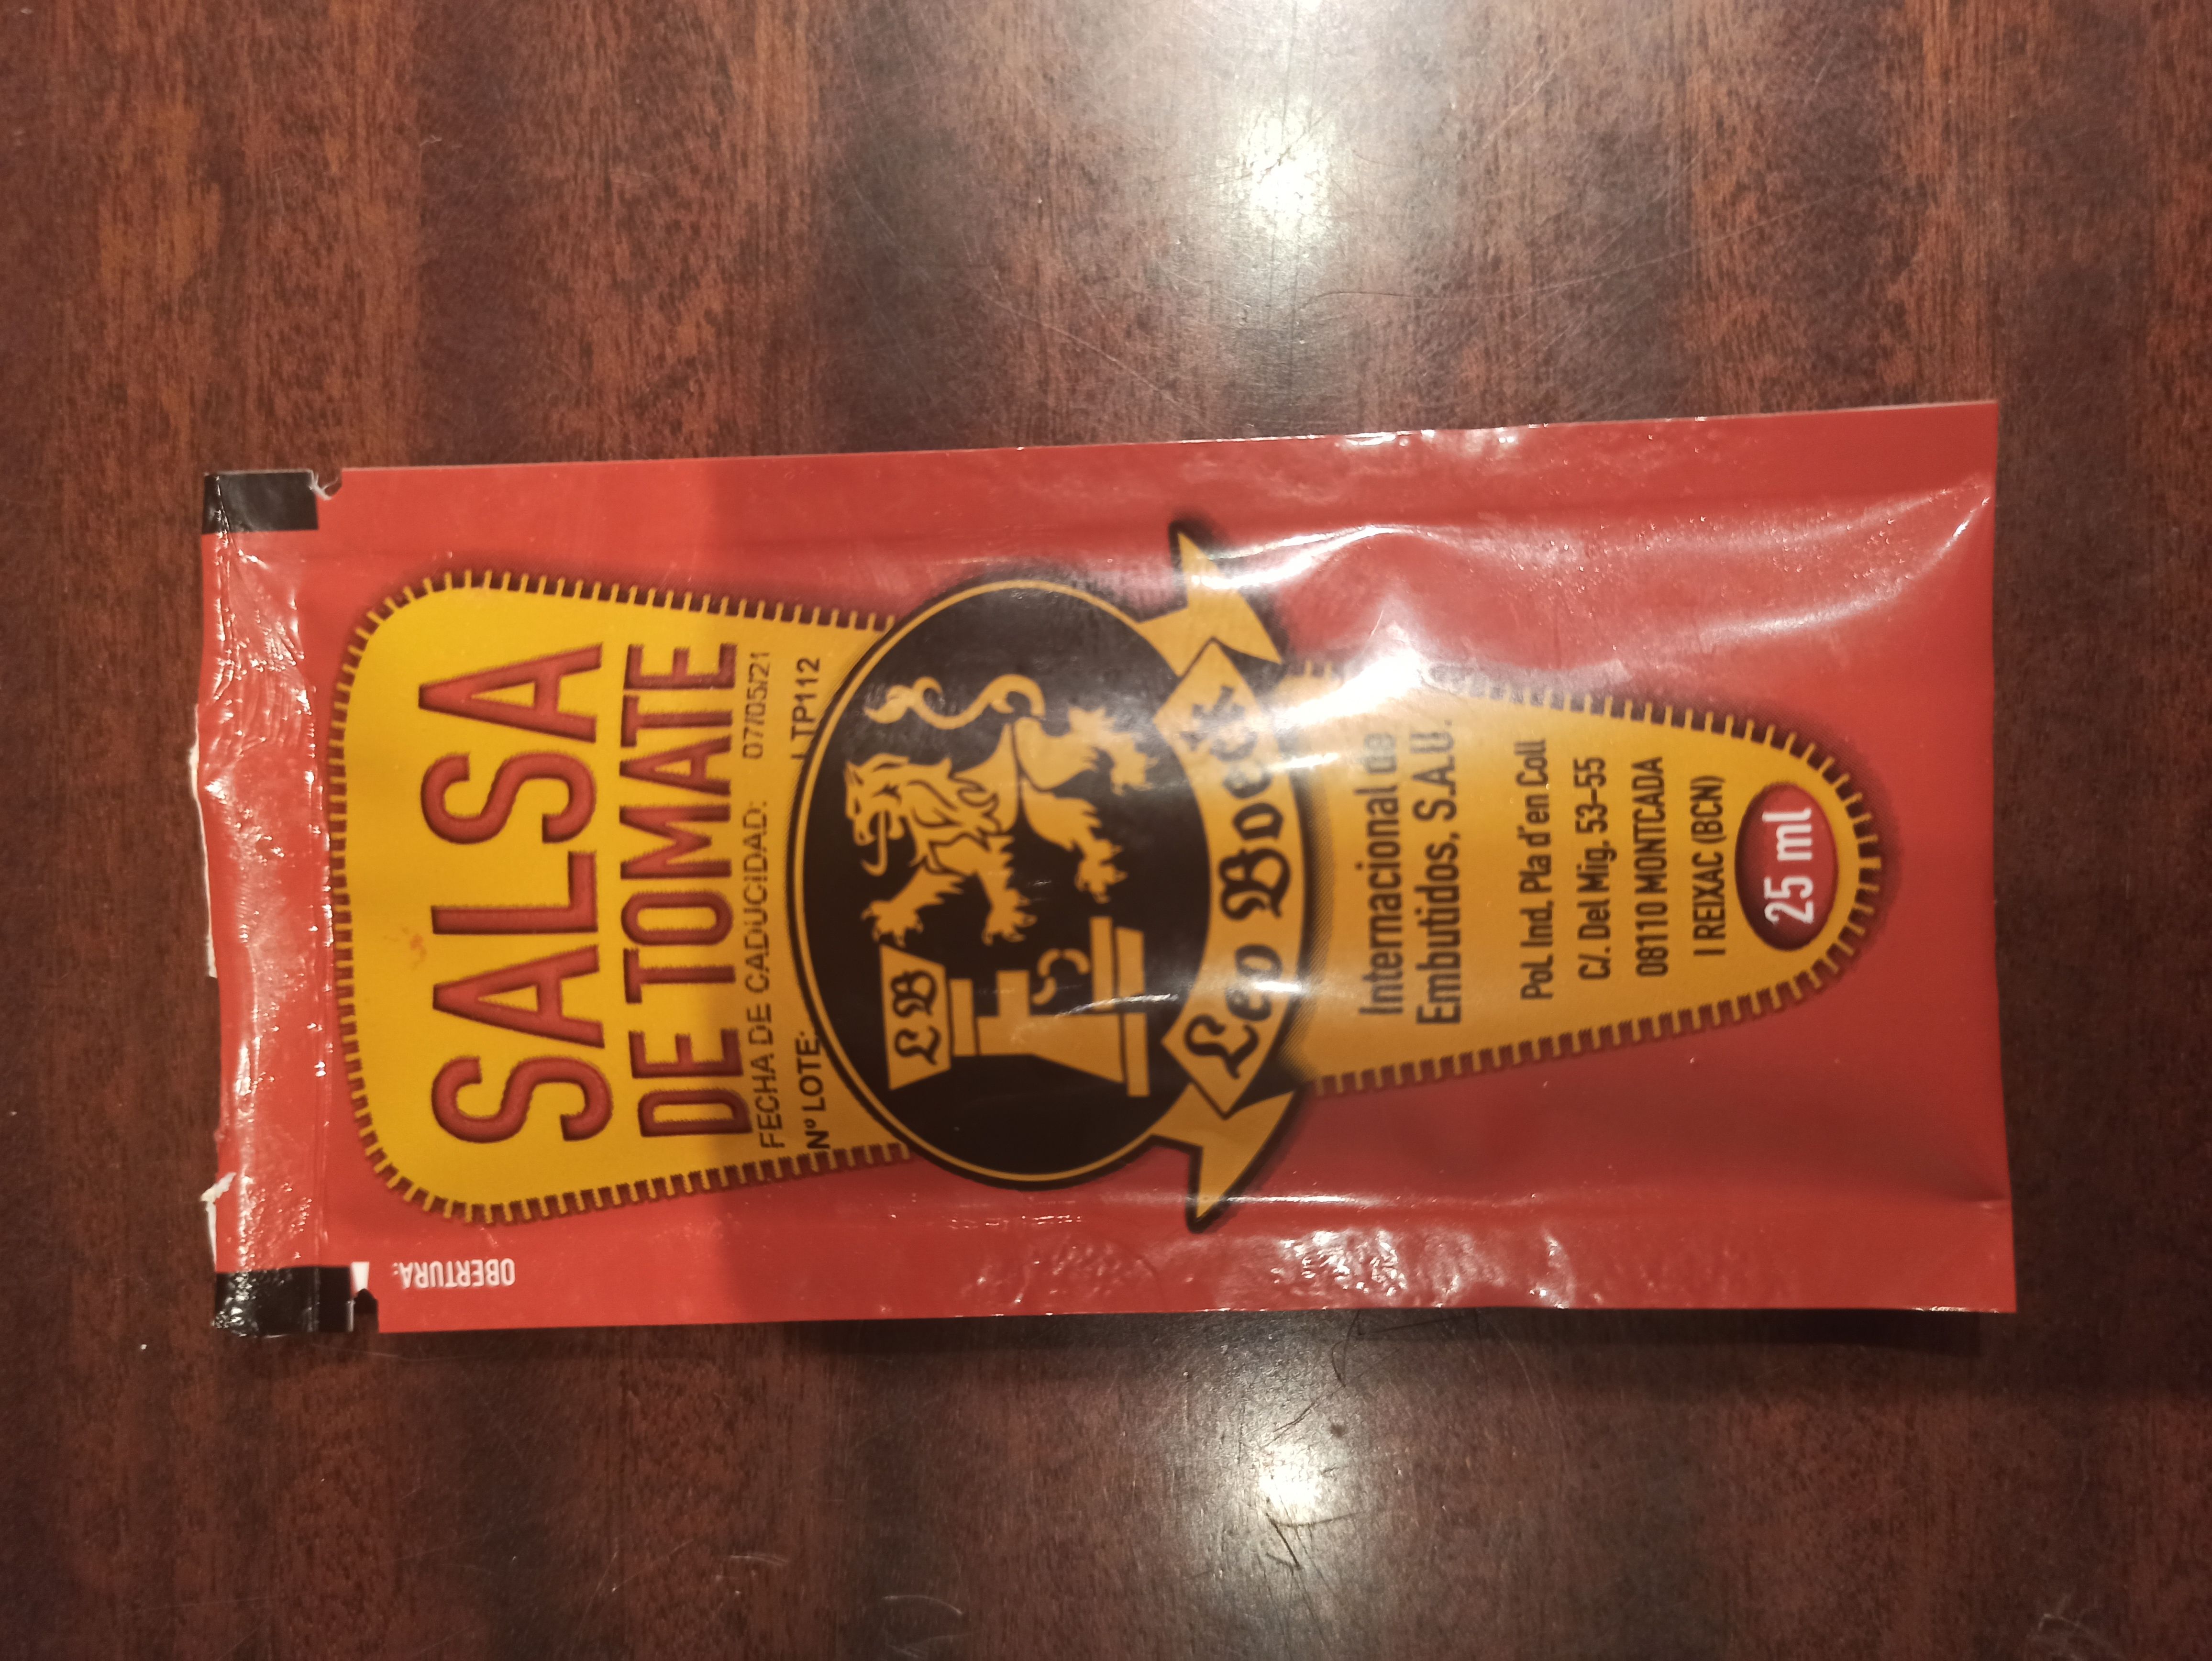 SALSA
DE TOMATE
FECHA DE CADUCIDAD: 07/05/21
Nº LOTE: LTP112
LB
Leo Boeck
Internacional de
Embutidos, S.A.U.
Pol. Ind. Pla d'en Coll
C/. Del Mig, 53-55
08110 MONTCADA
I REIXAC (BCN)
25 ml
OBERTURA: